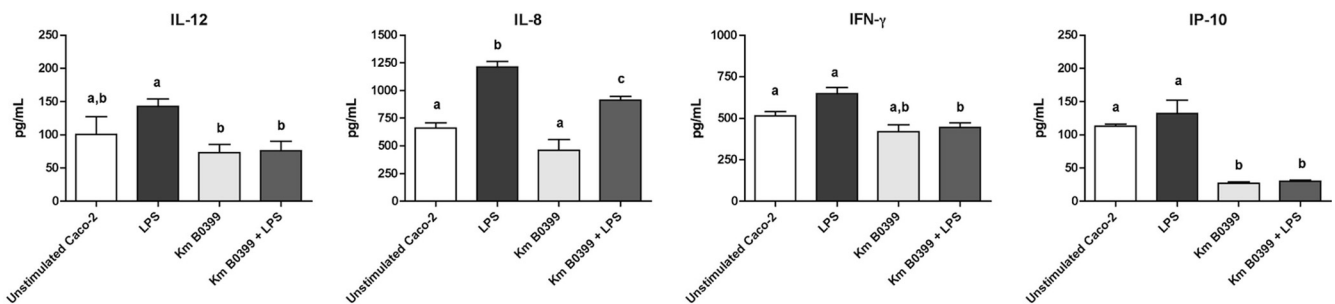 IL-12
pg/mL
250
200
150
100
50
0
a,b
a
b
b
Unstimulated Caco-2
LPS
Km B0399
Km B0399 + LPS
IL-8
pg/mL
1500
1250
1000
750
500
250
0
a
b
a
c
Unstimulated Caco-2
LPS
Km B0399
Km B0399 + LPS
IFN-γ
pg/mL
1000
750
500
250
0
a
a
a,b
b
Unstimulated Caco-2
LPS
Km B0399
Km B0399 + LPS
IP-10
pg/mL
250
200
150
100
50
0
a
a
b
b
Unstimulated Caco-2
LPS
Km B0399
Km B0399 + LPS